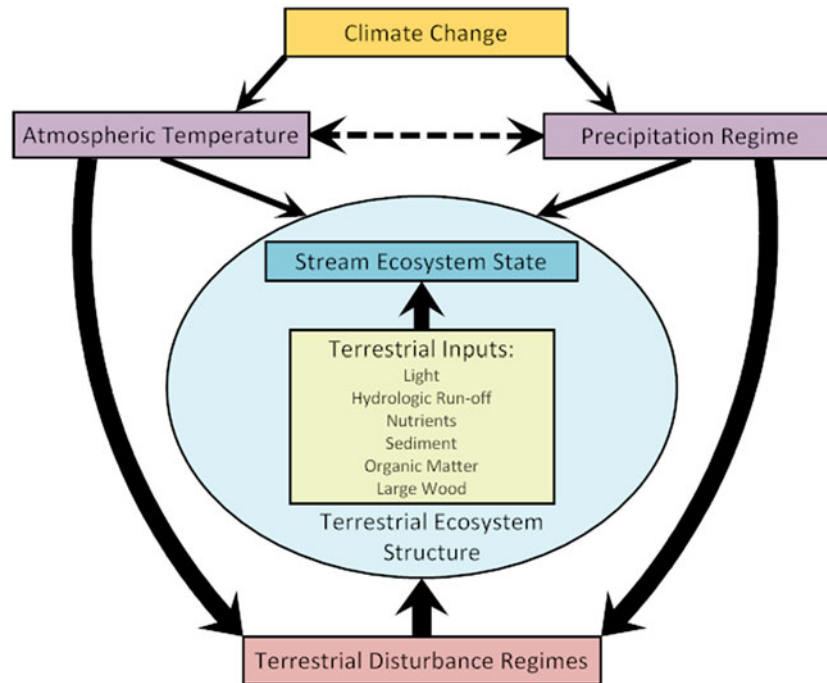 Climate Change
Atmospheric Temperature
Precipitation Regime
Stream Ecosystem State
Terrestrial Inputs:
Light
Hydrologic Run-off
Nutrients
Sediment
Organic Matter
Large Wood
Terrestrial Ecosystem
Structure
Terrestrial Disturbance Regimes